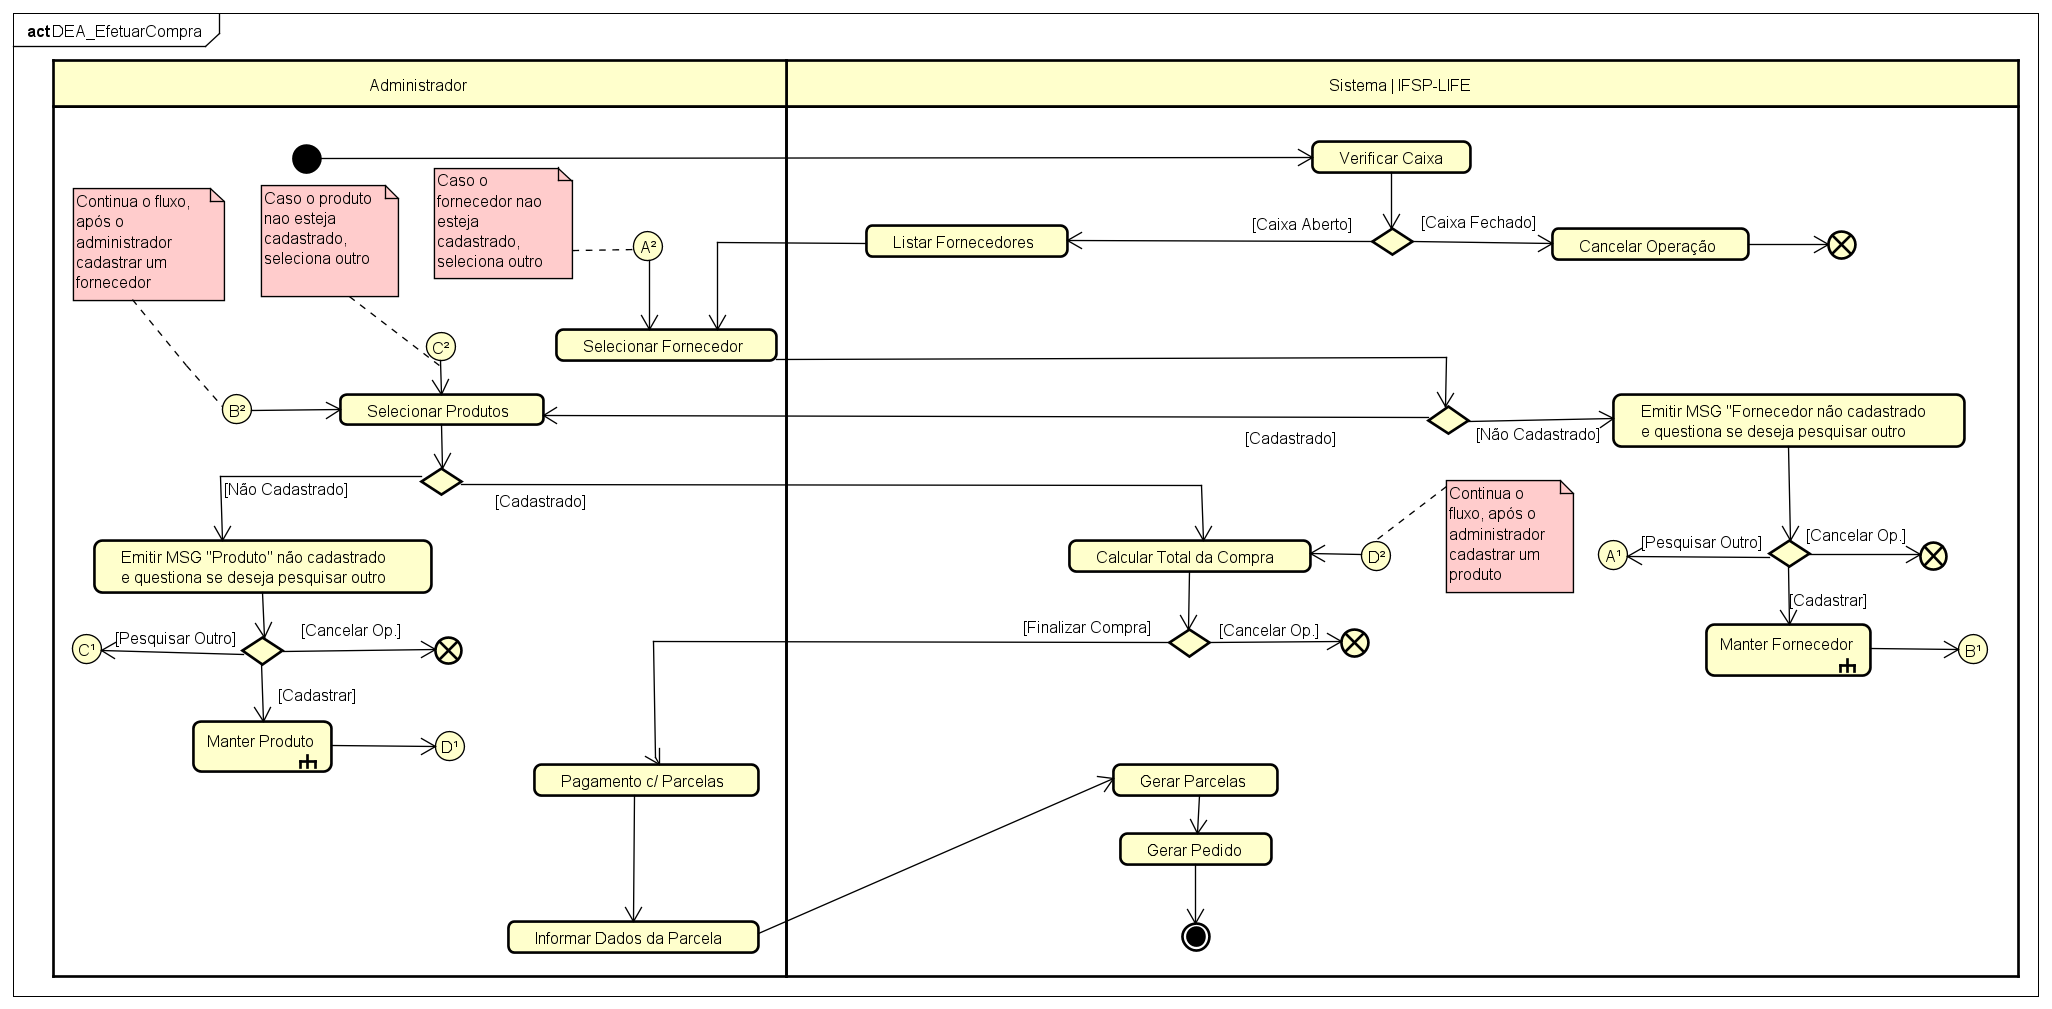 act DEA_EfetuarCompra
Administrador
Sistema | IFSP-LIFE
Verificar Caixa
Continua o fluxo,
após o
administrador
cadastrar um
fornecedor
Caso o produto
nao esteja
cadastrado,
seleciona outro
Caso o
fornecedor nao
esteja
cadastrado,
seleciona outro
A²
[Caixa Aberto]
[Caixa Fechado]
Listar Fornecedores
Cancelar Operação
C²
Selecionar Fornecedor
B²
Selecionar Produtos
[Cadastrado]
[Não Cadastrado]
Emitir MSG "Fornecedor não cadastrado
e questiona se deseja pesquisar outro
[Não Cadastrado]
[Cadastrado]
Continua o
fluxo, após o
administrador
cadastrar um
produto
Emitir MSG "Produto" não cadastrado
e questiona se deseja pesquisar outro
Calcular Total da Compra
D²
A¹
[Pesquisar Outro]
[Cancelar Op.]
[Cadastrar]
C¹
[Pesquisar Outro]
[Cancelar Op.]
[Finalizar Compra]
[Cancelar Op.]
Manter Fornecedor
B¹
[Cadastrar]
Manter Produto
D¹
Pagamento c/ Parcelas
Gerar Parcelas
Gerar Pedido
Informar Dados da Parcela